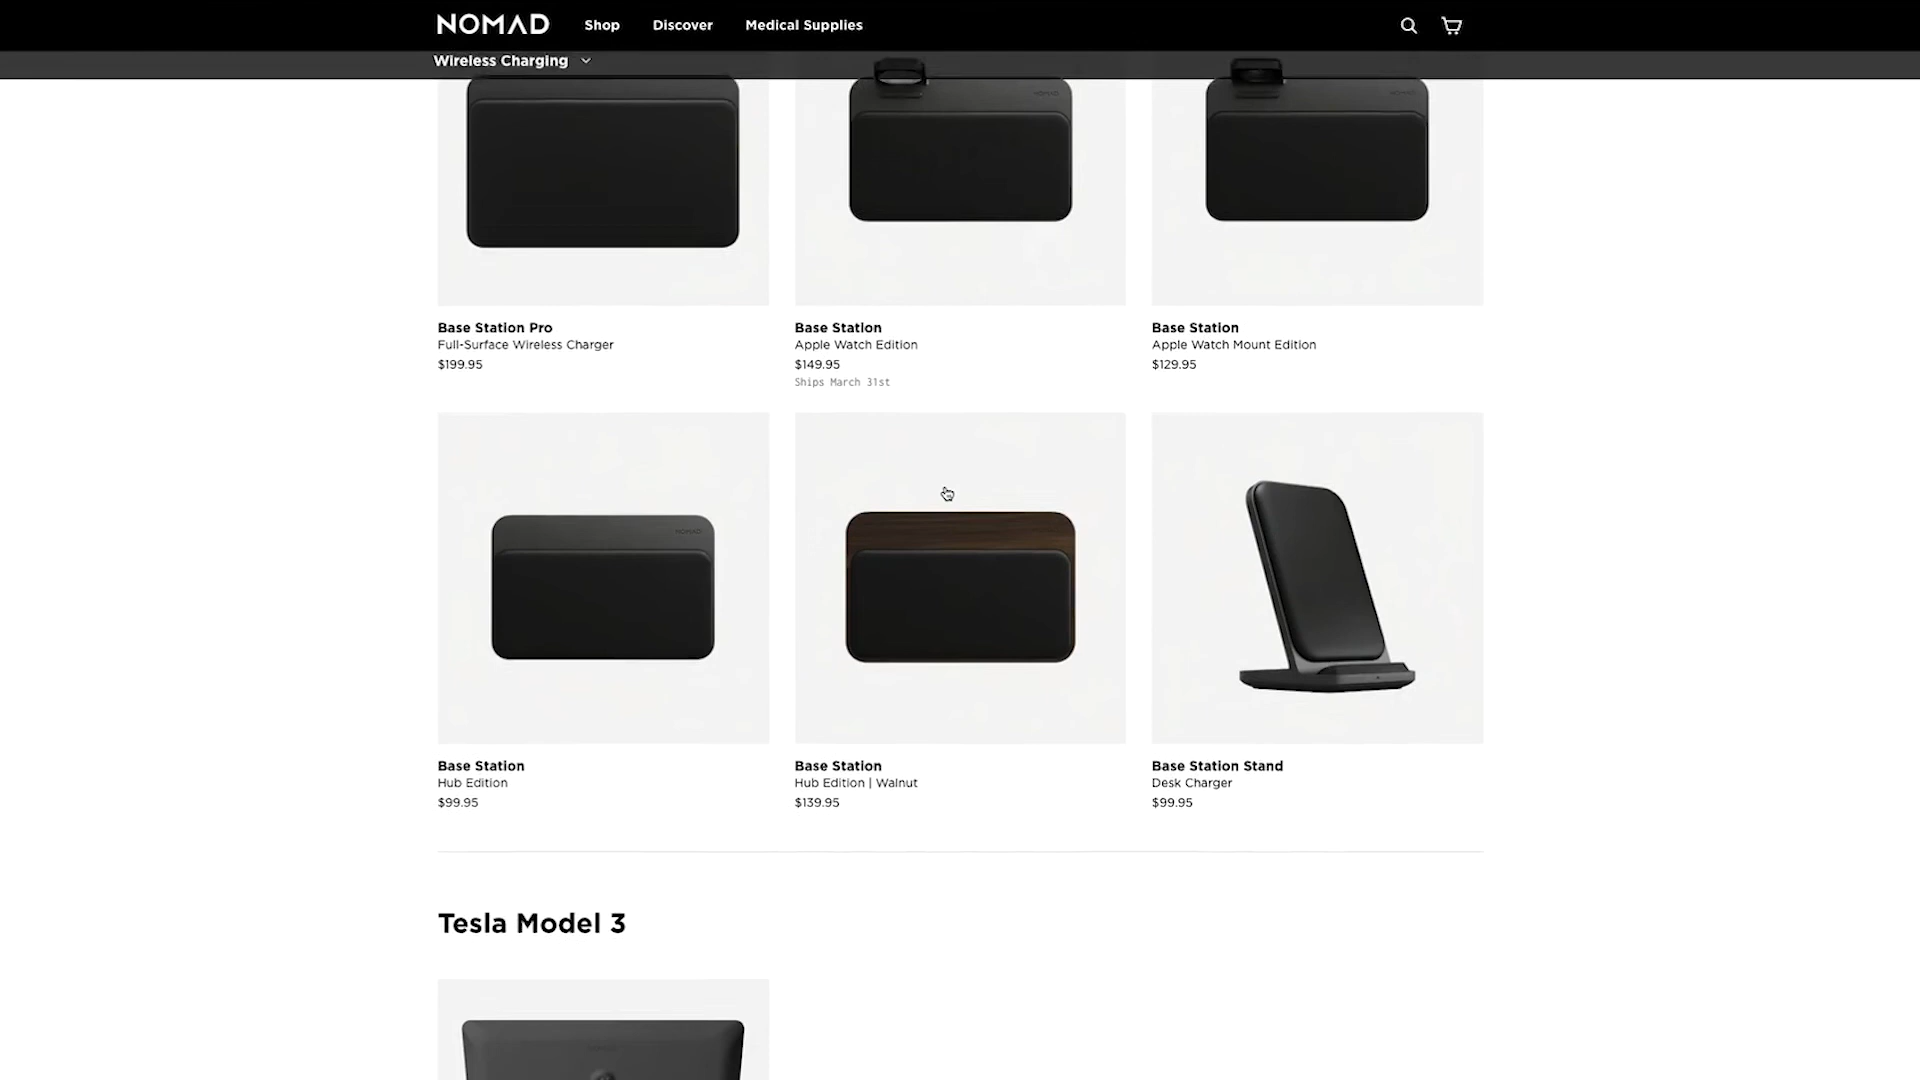 NOMAD
Shop
Discover
Medical Supplies
Wireless Charging
NOMAD
NOMAD
Base Station Pro
Full-Surface Wireless Charger
$199.95
Base Station
Apple Watch Edition
$149.95
Ships March 31st
Base Station
Apple Watch Mount Edition
$129.95
NOMAD
Base Station
Hub Edition
$99.95
Base Station
Hub Edition | Walnut
$139.95
Base Station Stand
Desk Charger
$99.95
Tesla Model 3